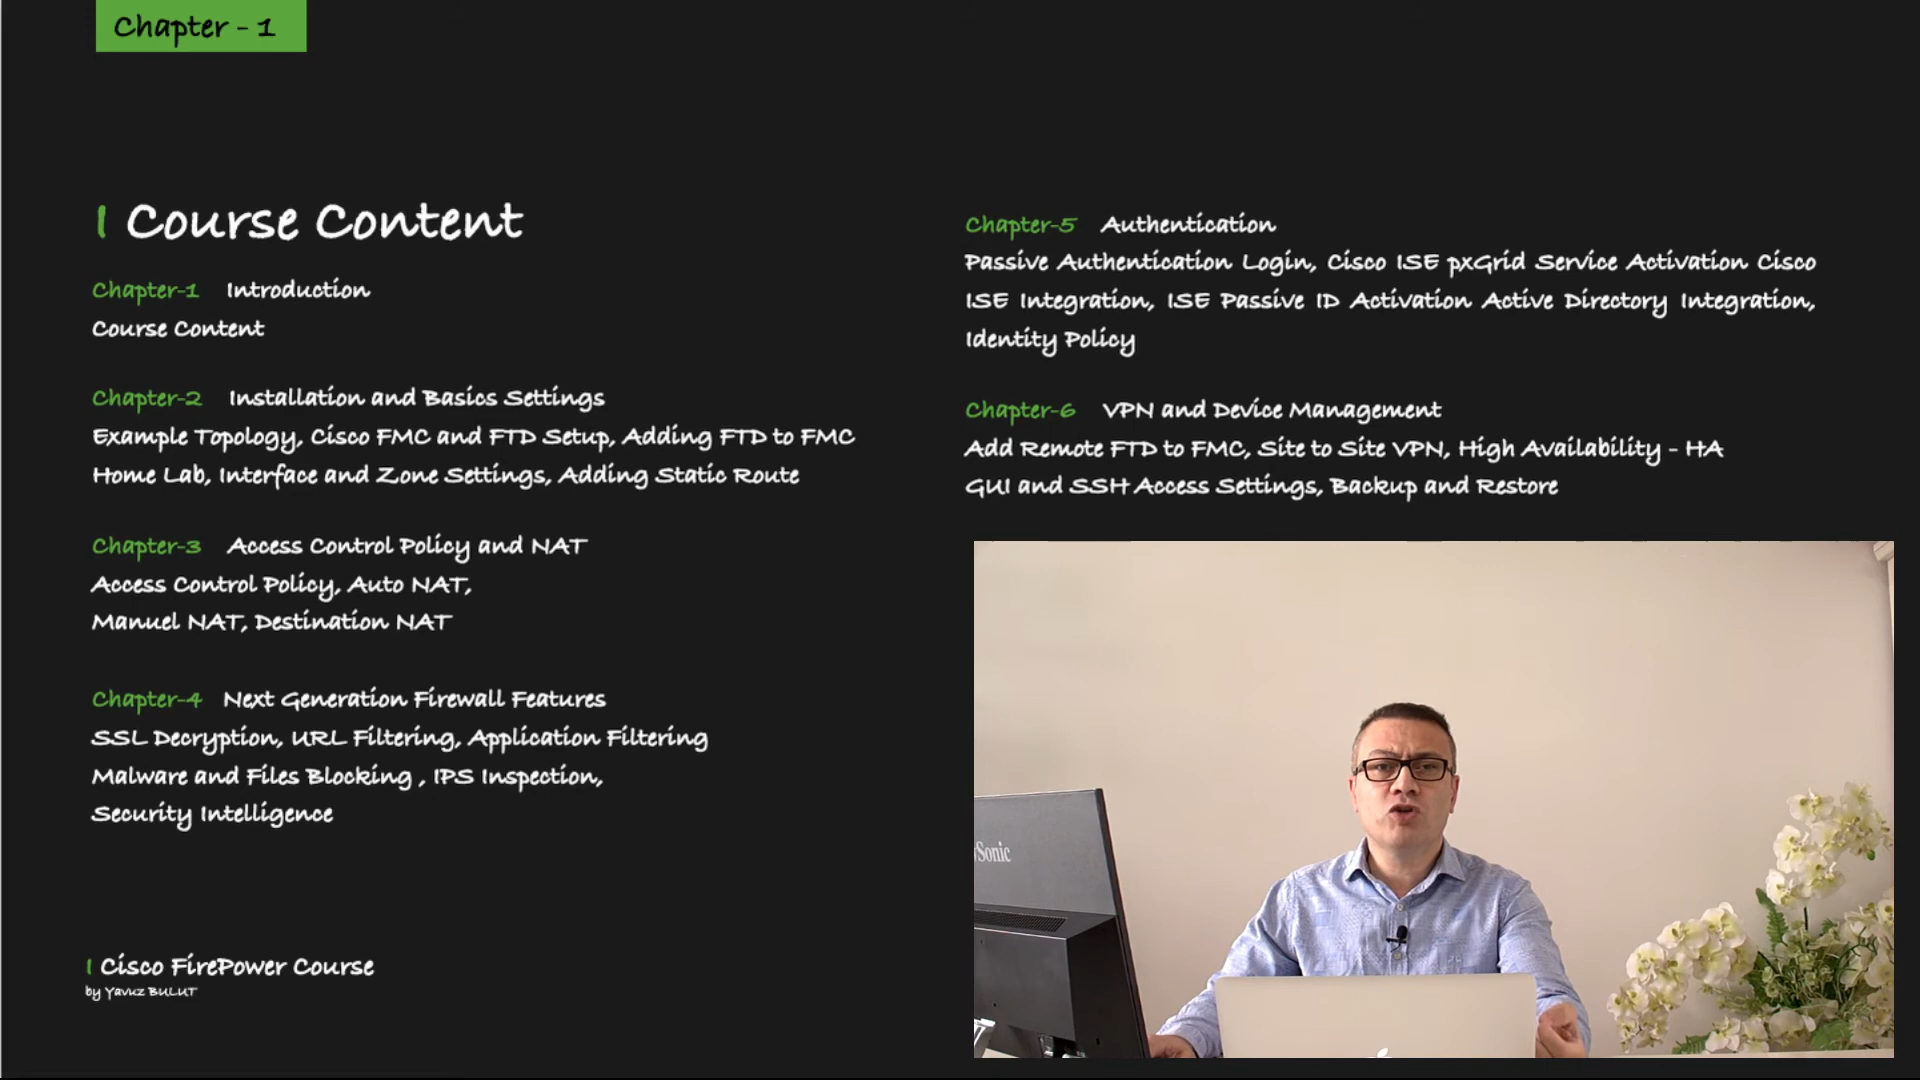 Chapter - 1
| Course Content
Chapter-1 Introduction
Course Content
Chapter-2 Installation and Basics Settings
Example Topology, Cisco FMC and FTD Setup, Adding FTD to FMC
Home Lab, Interface and Zone Settings, Adding Static Route
Chapter-3 Access Control Policy and NAT
Access Control Policy, Auto NAT,
Manuel NAT, Destination NAT
Chapter-4 Next Generation Firewall Features
SSL Decryption, URL Filtering, Application Filtering
Malware and Files Blocking , IPS Inspection,
Security Intelligence
Chapter-5 Authentication
Passive Authentication Login, Cisco ISE pxGrid Service Activation Cisco
ISE Integration, ISE Passive ID Activation Active Directory Integration,
Identity Policy
Chapter-6 VPN and Device Management
Add Remote FTD to FMC, Site to Site VPN, High Availability - HA
GUI and SSH Access Settings, Backup and Restore
Sonic
| Cisco FirePower Course
by Yavuz BULUT